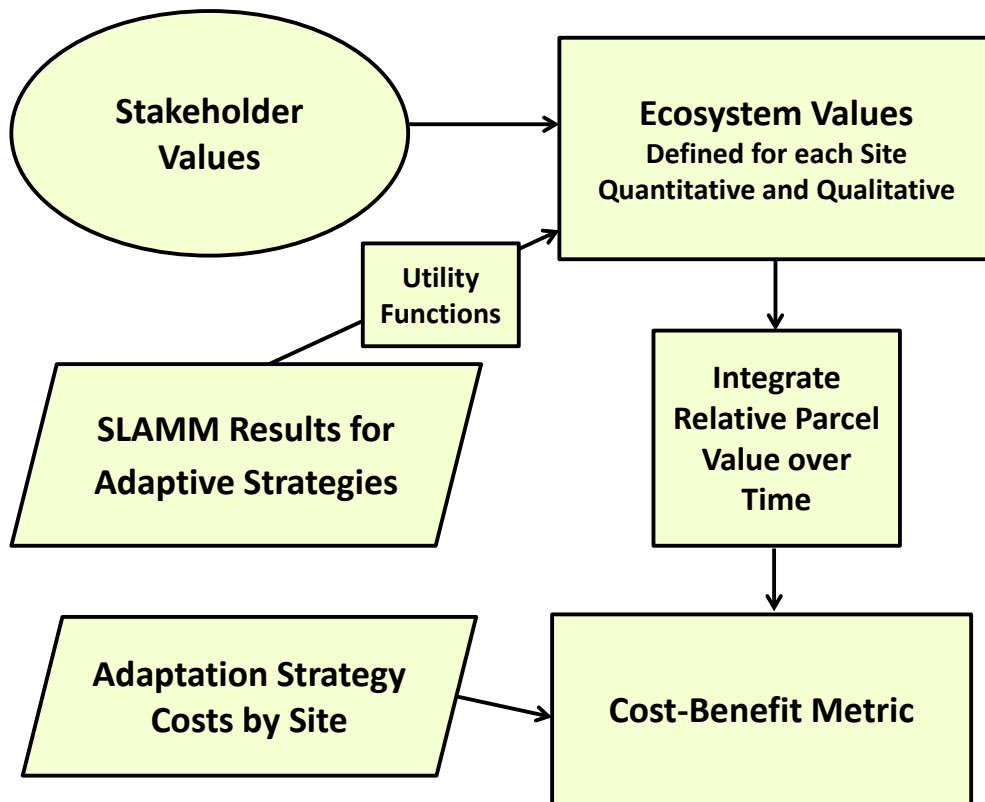 Stakeholder
Values
Ecosystem Values
Defined for each Site
Quantitative and Qualitative
Utility
Functions
SLAMM Results for
Adaptive Strategies
Integrate
Relative Parcel
Value over
Time
Adaptation Strategy
Costs by Site
Cost-Benefit Metric